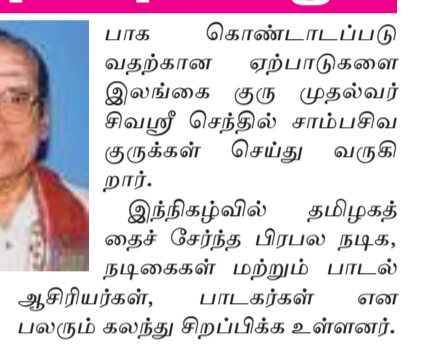 பாக கொண்டாடப்படு
வதற்கான ஏற்பாடுகளை
இலங்கை குரு முதல்வர்
சிவஸ்ரீ செந்தில் சாம்பசிவ
குருக்கள் செய்து வருகி
றார்.
இந்நிகழ்வில் தமிழகத்
தைச் சேர்ந்த பிரபல நடிக,
நடிகைகள் மற்றும் பாடல்
ஆசிரியர்கள், பாடகர்கள் என
பலரும் கலந்து சிறப்பிக்க உள்ளனர்.